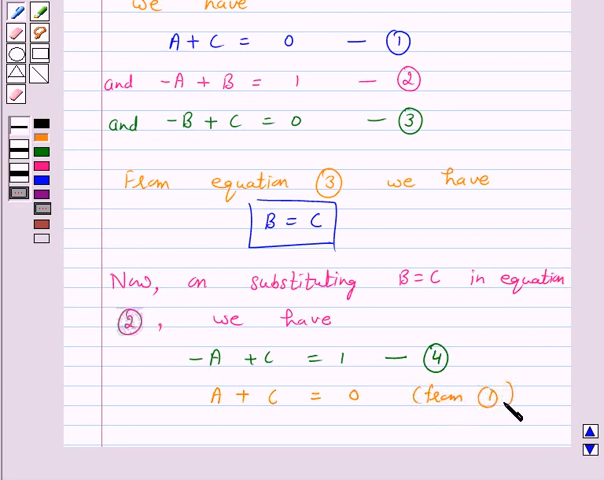 we have
A + C = 0 — ①
and -A + B = 1 — ②
and -B + C = 0 — ③
From equation ③ we have
B = C
Now, on substituting B = C in equation
②, we have
-A + C = 1 — ④
A + C = 0 (from ①)